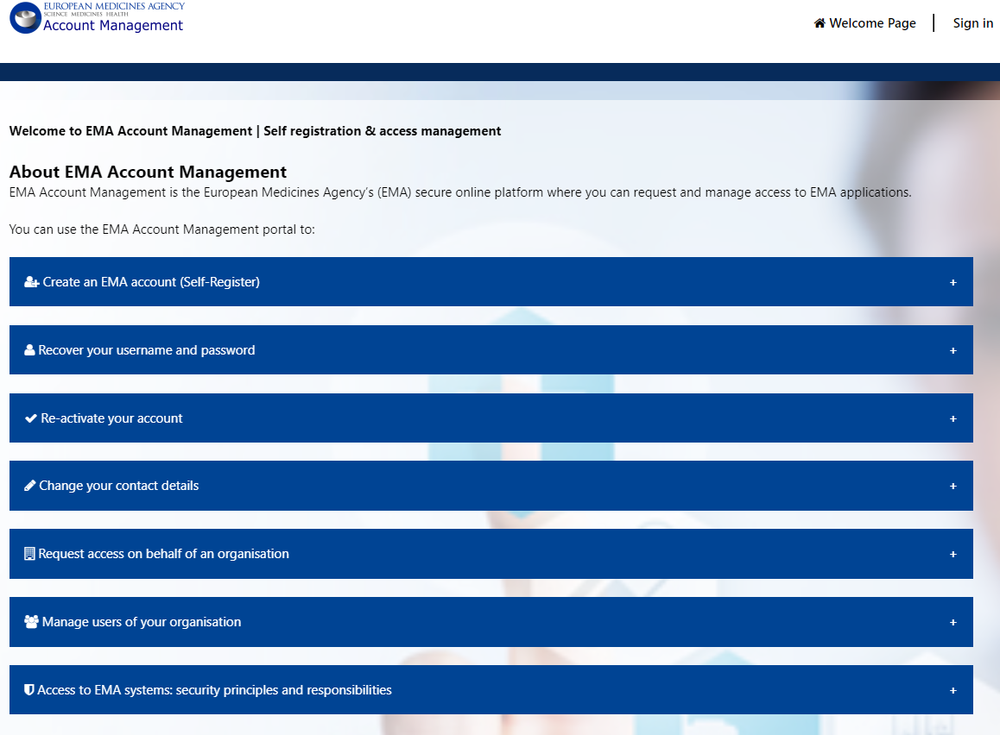 EUROPEAN MEDICINES AGENCY
SCIENCE MEDICINES HEALTH
Account Management
Welcome Page
Sign in
Welcome to EMA Account Management | Self registration & access management
About EMA Account Management
EMA Account Management is the European Medicines Agency’s (EMA) secure online platform where you can request and manage access to EMA applications.
You can use the EMA Account Management portal to:
Create an EMA account (Self-Register) +
Recover your username and password +
Re-activate your account +
Change your contact details +
Request access on behalf of an organisation +
Manage users of your organisation +
Access to EMA systems: security principles and responsibilities +